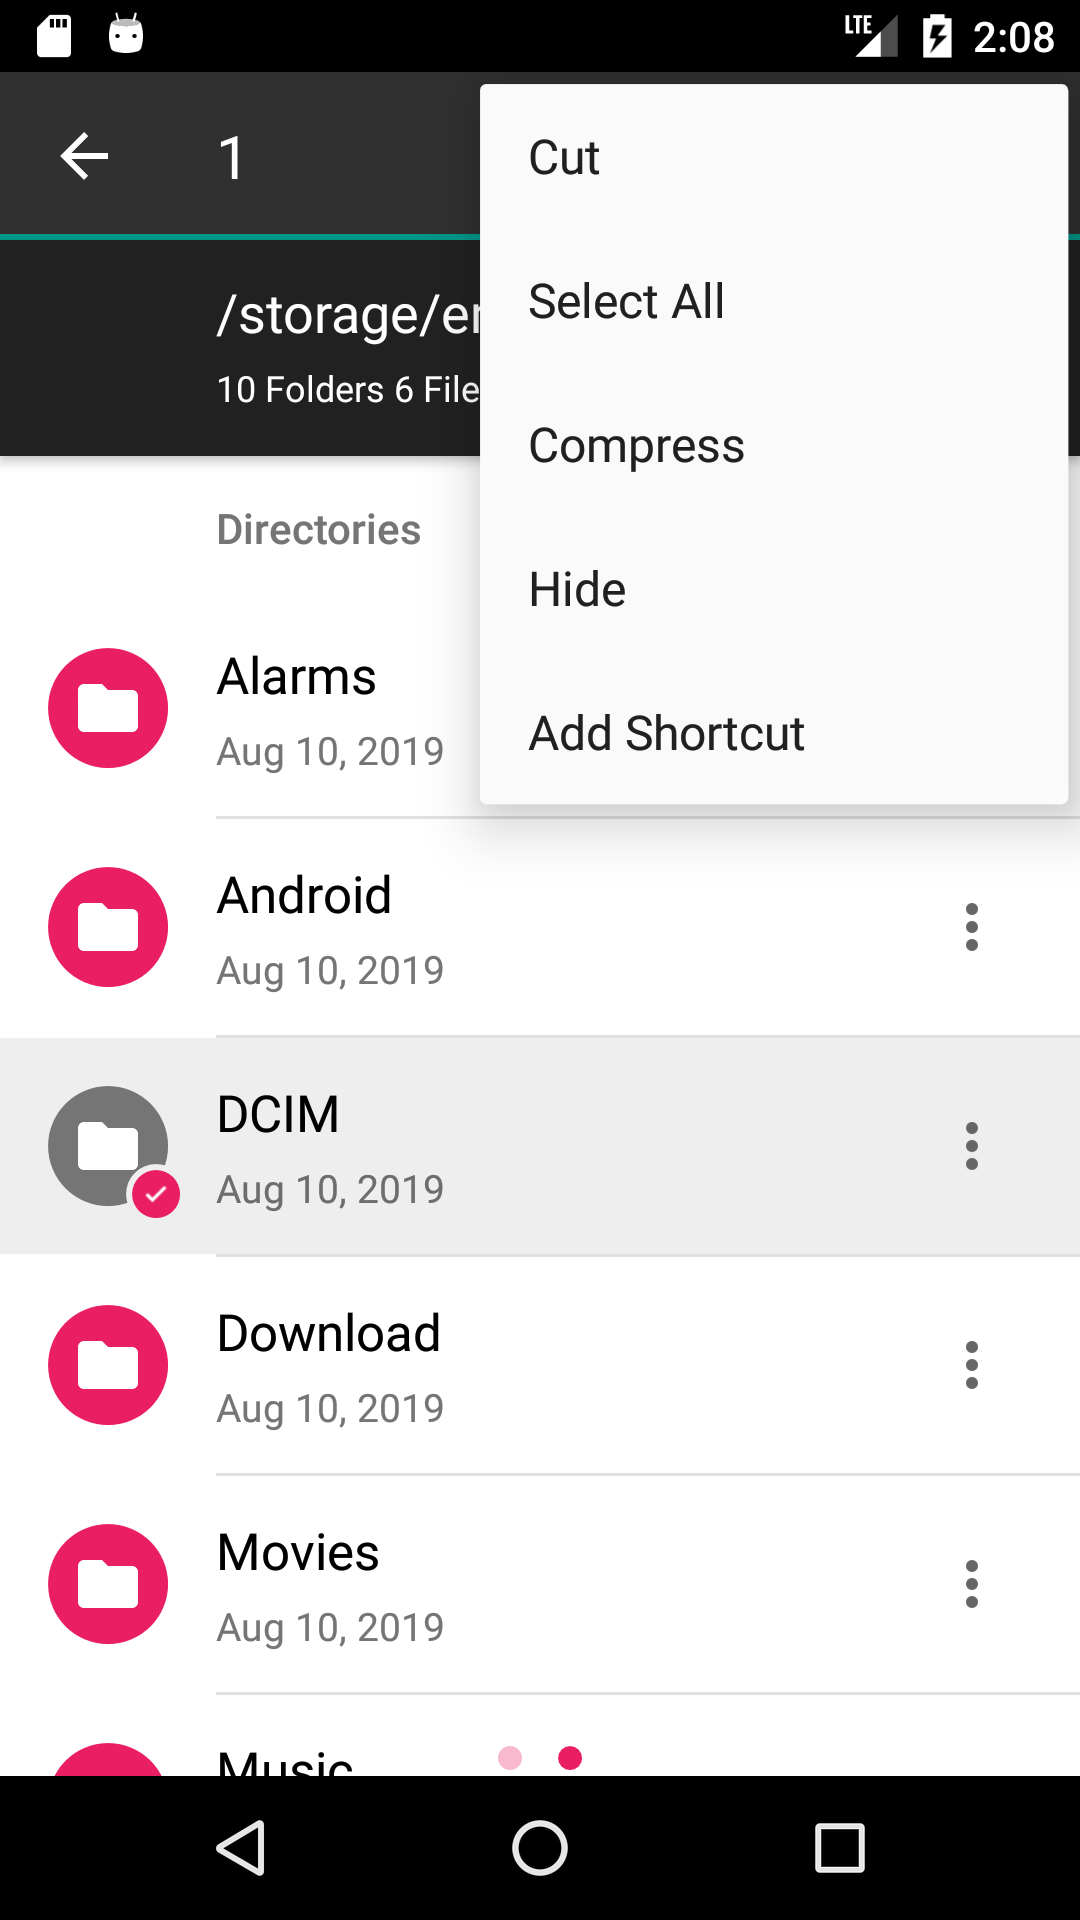 LTE 2:08
1
Cut
Select All
Compress
Hide
Add Shortcut
/storage/
10 Folders 6 File
Directories
Alarms
Aug 10, 2019
Android
Aug 10, 2019
DCIM
Aug 10, 2019
Download
Aug 10, 2019
Movies
Aug 10, 2019
Music